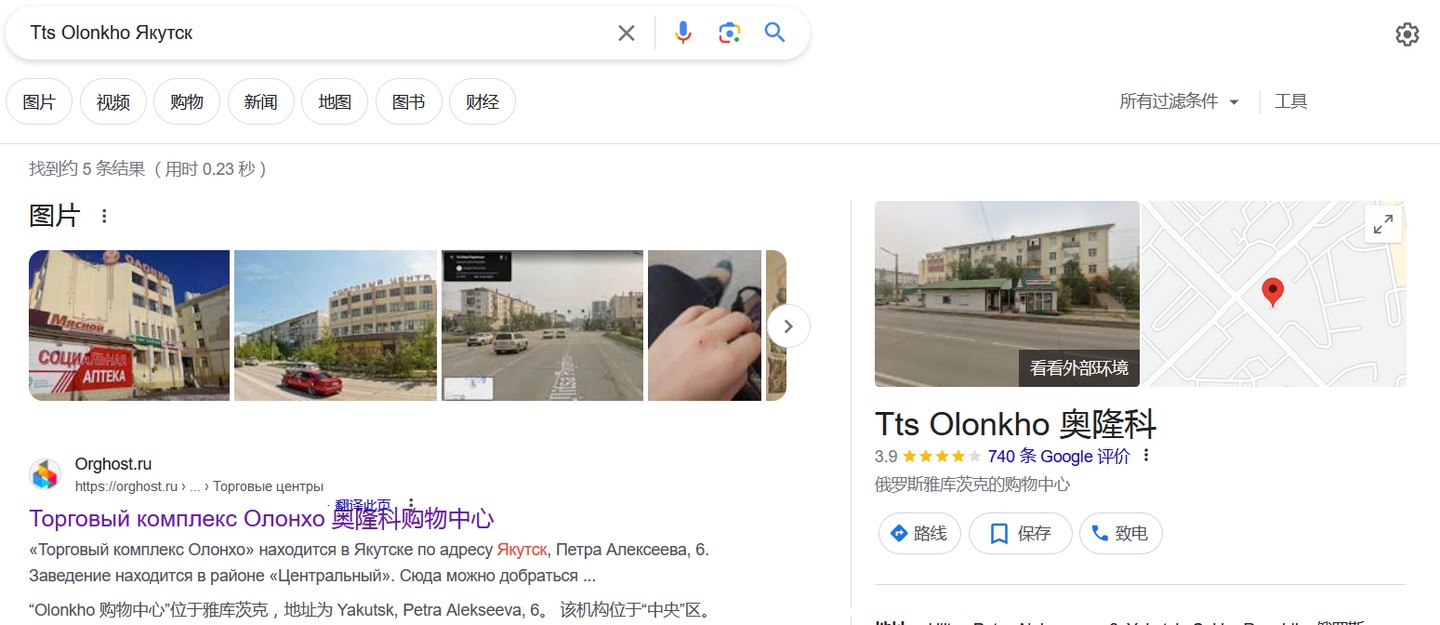 Tts Olonkho Якутск
图片
视频
购物
新闻
地图
图书
财经
所有过滤条件
工具
找到约 5 条结果 （用时 0.23 秒）
图片
ОЛОНХО
Мясной
СОЦИАЛЬНАЯ
АПТЕКА
ТОРГОВЫЙ ЦЕНТР
看看外部环境
Tts Olonkho 奥隆科
3.9
740 条 Google 评价
俄罗斯雅库茨克的购物中心
路线
保存
致电
Orghost.ru
https://orghost.ru › ... › Торговые центры
翻译此页
Торговый комплекс Олонхо 奥隆科购物中心
«Торговый комплекс Олонхо» находится в Якутске по адресу Якутск, Петра Алексеева, 6.
Заведение находится в районе «Центральный». Сюда можно добраться ...
“Olonkho 购物中心”位于雅库茨克，地址为 Yakutsk, Petra Alekseeva, 6。 该机构位于“中央”区。